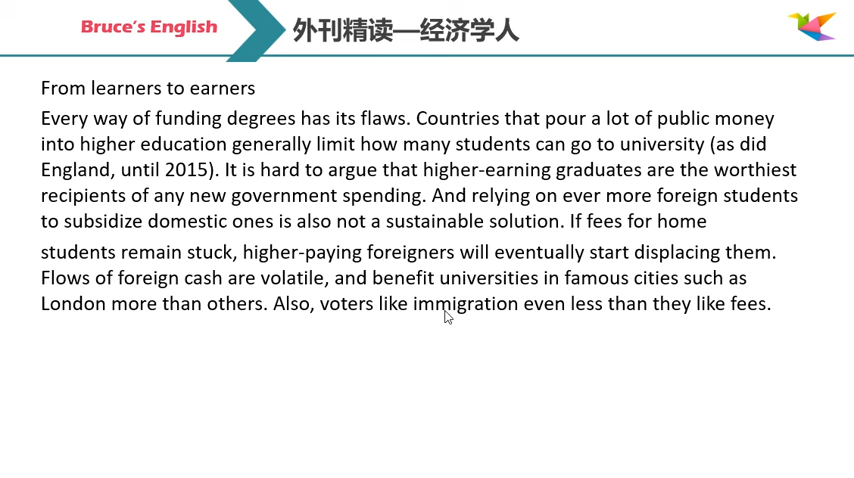 Bruce's English
外刊精读—经济学人
From learners to earners
Every way of funding degrees has its flaws. Countries that pour a lot of public money
into higher education generally limit how many students can go to university (as did
England, until 2015). It is hard to argue that higher-earning graduates are the worthiest
recipients of any new government spending. And relying on ever more foreign students
to subsidize domestic ones is also not a sustainable solution. If fees for home
students remain stuck, higher-paying foreigners will eventually start displacing them.
Flows of foreign cash are volatile, and benefit universities in famous cities such as
London more than others. Also, voters like immigration even less than they like fees.